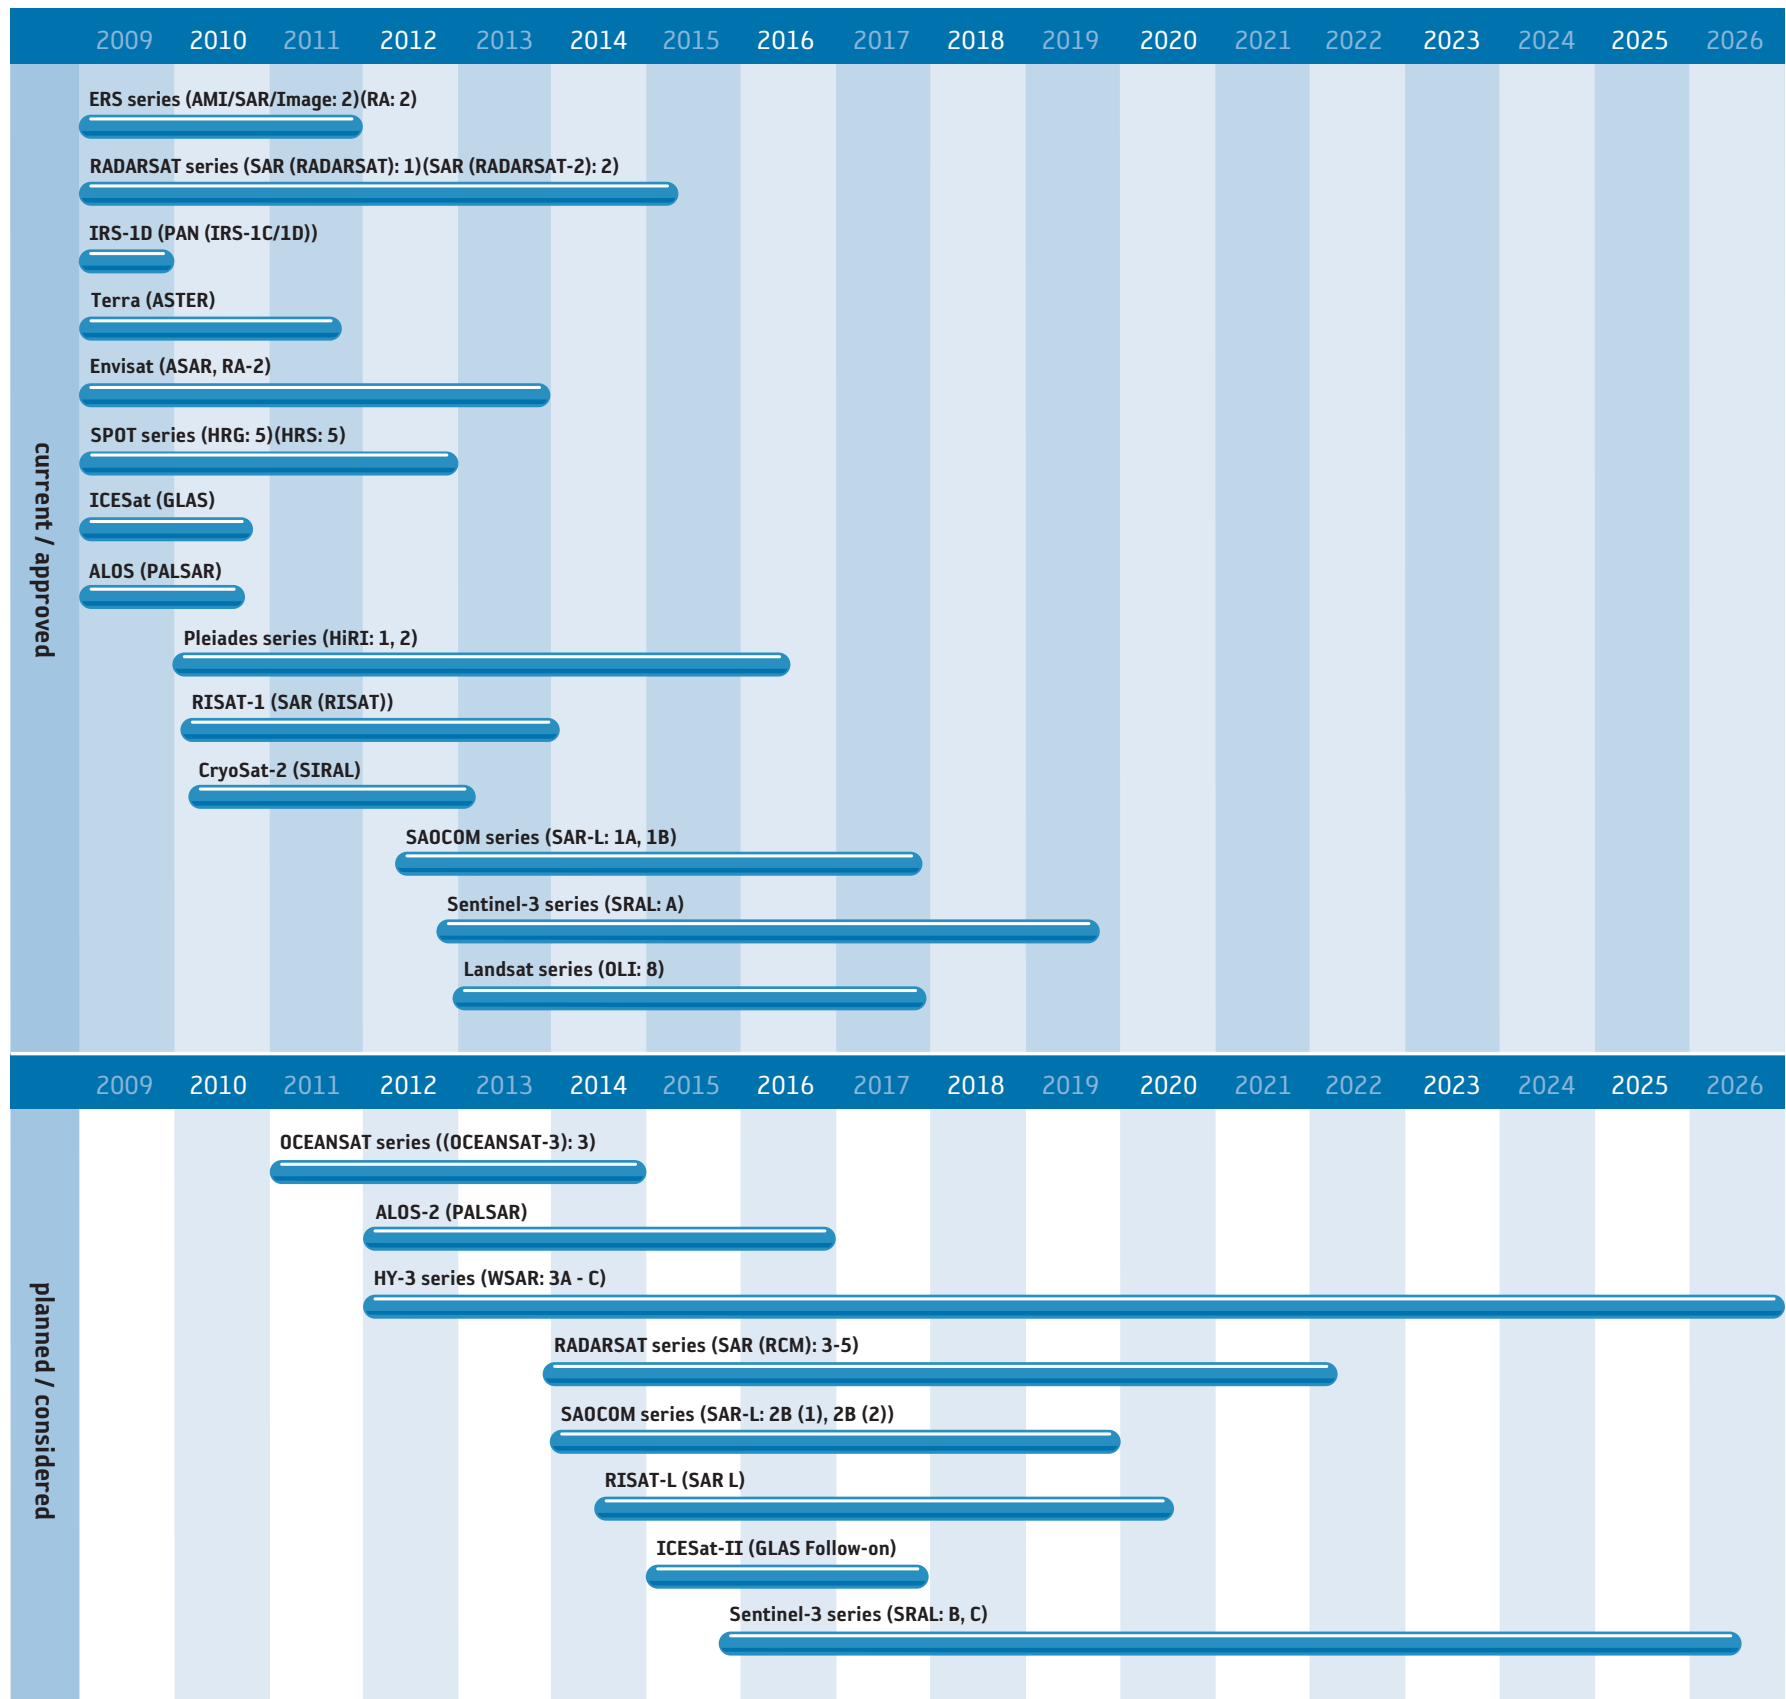 2009 2010 2011 2012 2013 2014 2015 2016 2017 2018 2019 2020 2021 2022 2023 2024 2025 2026
current / approved
ERS series (AMI/SAR/Image: 2)(RA: 2)
RADARSAT series (SAR (RADARSAT): 1)(SAR (RADARSAT-2): 2)
IRS-1D (PAN (IRS-1C/1D))
Terra (ASTER)
Envisat (ASAR, RA-2)
SPOT series (HRG: 5)(HRS: 5)
ICESat (GLAS)
ALOS (PALSAR)
Pleiades series (HiRI: 1, 2)
RISAT-1 (SAR (RISAT))
CryoSat-2 (SIRAL)
SAOCOM series (SAR-L: 1A, 1B)
Sentinel-3 series (SRAL: A)
Landsat series (OLI: 8)
2009 2010 2011 2012 2013 2014 2015 2016 2017 2018 2019 2020 2021 2022 2023 2024 2025 2026
planned / considered
OCEANSAT series ((OCEANSAT-3): 3)
ALOS-2 (PALSAR)
HY-3 series (WSAR: 3A - C)
RADARSAT series (SAR (RCM): 3-5)
SAOCOM series (SAR-L: 2B (1), 2B (2))
RISAT-L (SAR L)
ICESat-II (GLAS Follow-on)
Sentinel-3 series (SRAL: B, C)